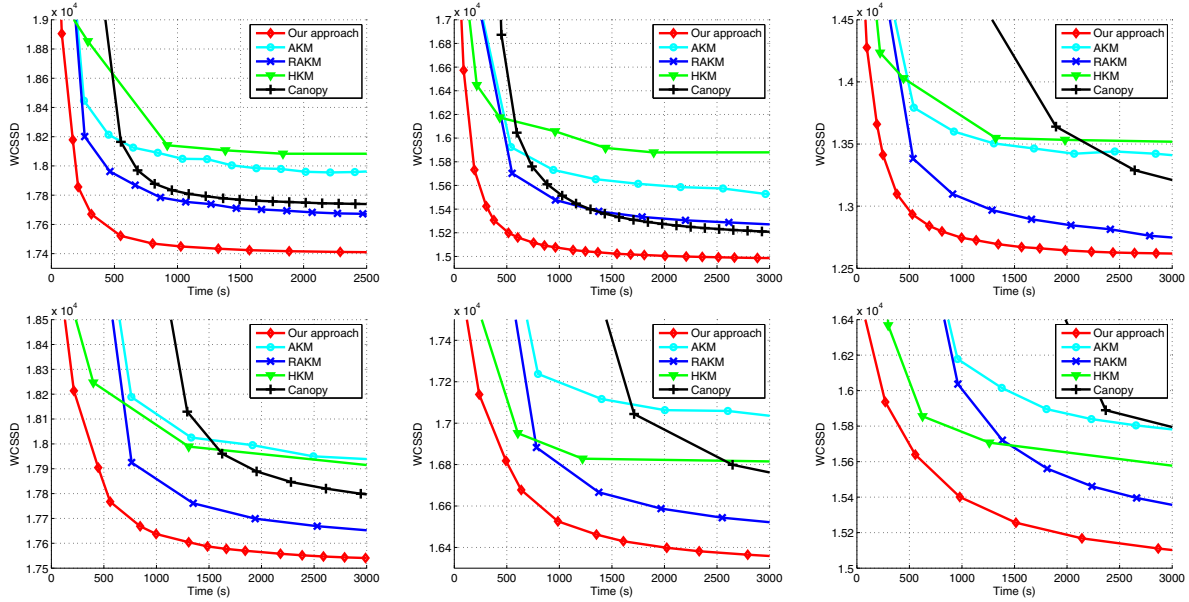 x 10^4
1.9
1.88
1.86
1.84
1.82
1.8
1.78
1.76
1.74
WCSSD
500 1000 1500 2000 2500
Time (s)
Our approach
AKM
RAKM
HKM
Canopy
x 10^4
1.7
1.68
1.66
1.64
1.62
1.6
1.58
1.56
1.54
1.52
1.5
WCSSD
0 500 1000 1500 2000 2500 3000
Time (s)
Our approach
AKM
RAKM
HKM
Canopy
x 10^4
1.45
1.4
1.35
1.3
1.25
WCSSD
0 500 1000 1500 2000 2500 3000
Time (s)
Our approach
AKM
RAKM
HKM
Canopy
x 10^4
1.85
1.84
1.83
1.82
1.81
1.8
1.79
1.78
1.77
1.76
1.75
WCSSD
0 500 1000 1500 2000 2500 3000
Time (s)
Our approach
AKM
RAKM
HKM
Canopy
x 10^4
1.74
1.72
1.7
1.68
1.66
1.64
WCSSD
0 500 1000 1500 2000 2500 3000
Time (s)
Our approach
AKM
RAKM
HKM
Canopy
x 10^4
1.64
1.62
1.6
1.58
1.56
1.54
1.52
1.5
WCSSD
0 500 1000 1500 2000 2500 3000
Time (s)
Our approach
AKM
RAKM
HKM
Canopy